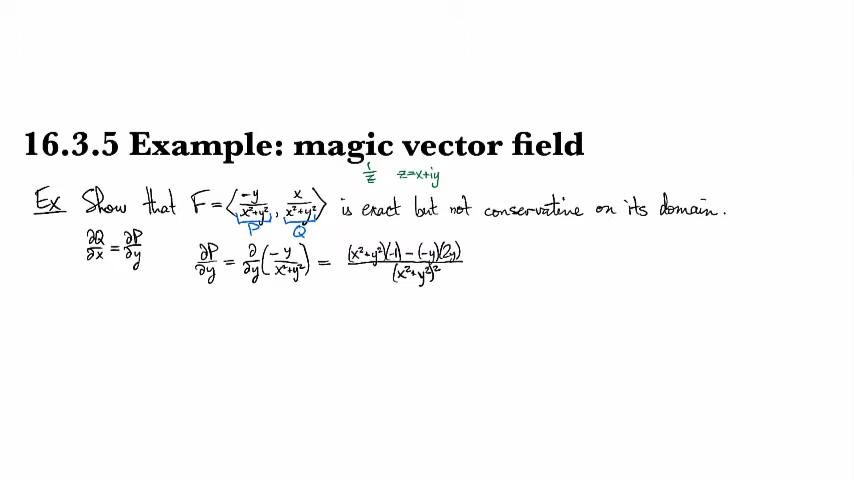 16.3.5 Example: magic vector field
1/z z=x+iy
Ex Show that F = ⟨-y/(x²+y²), x/(x²+y²)⟩ is exact but not conservative on its domain.
P Q
∂Q/∂x = ∂P/∂y ∂P/∂y = ∂/∂y(-y/(x²+y²)) = ((x²+y²)(-1) - (-y)(2y))/(x²+y²)²